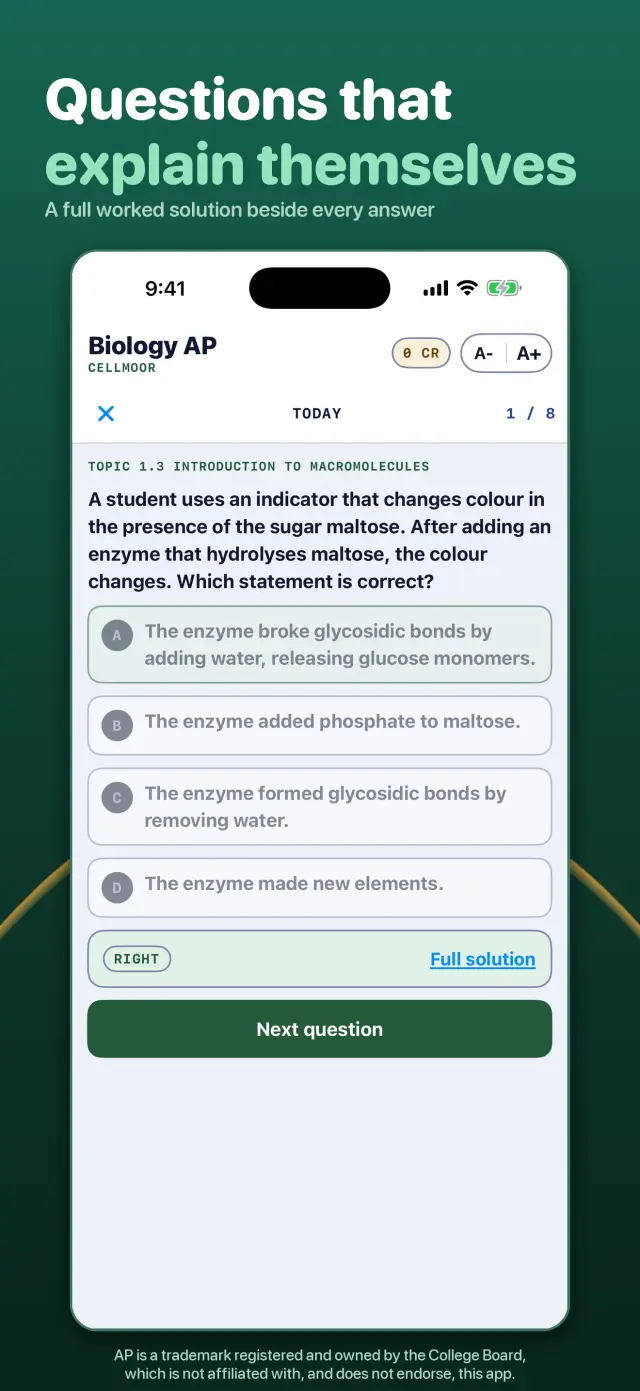 Questions that
explain themselves
A full worked solution beside every answer
9:41
Biology AP
CELLMOOR
0 CR
A- A+
TODAY
1 / 8
TOPIC 1.3 INTRODUCTION TO MACROMOLECULES
A student uses an indicator that changes colour in
the presence of the sugar maltose. After adding an
enzyme that hydrolyses maltose, the colour
changes. Which statement is correct?
A The enzyme broke glycosidic bonds by
adding water, releasing glucose monomers.
B The enzyme added phosphate to maltose.
C The enzyme formed glycosidic bonds by
removing water.
D The enzyme made new elements.
RIGHT
Full solution
Next question
AP is a trademark registered and owned by the College Board,
which is not affiliated with, and does not endorse, this app.